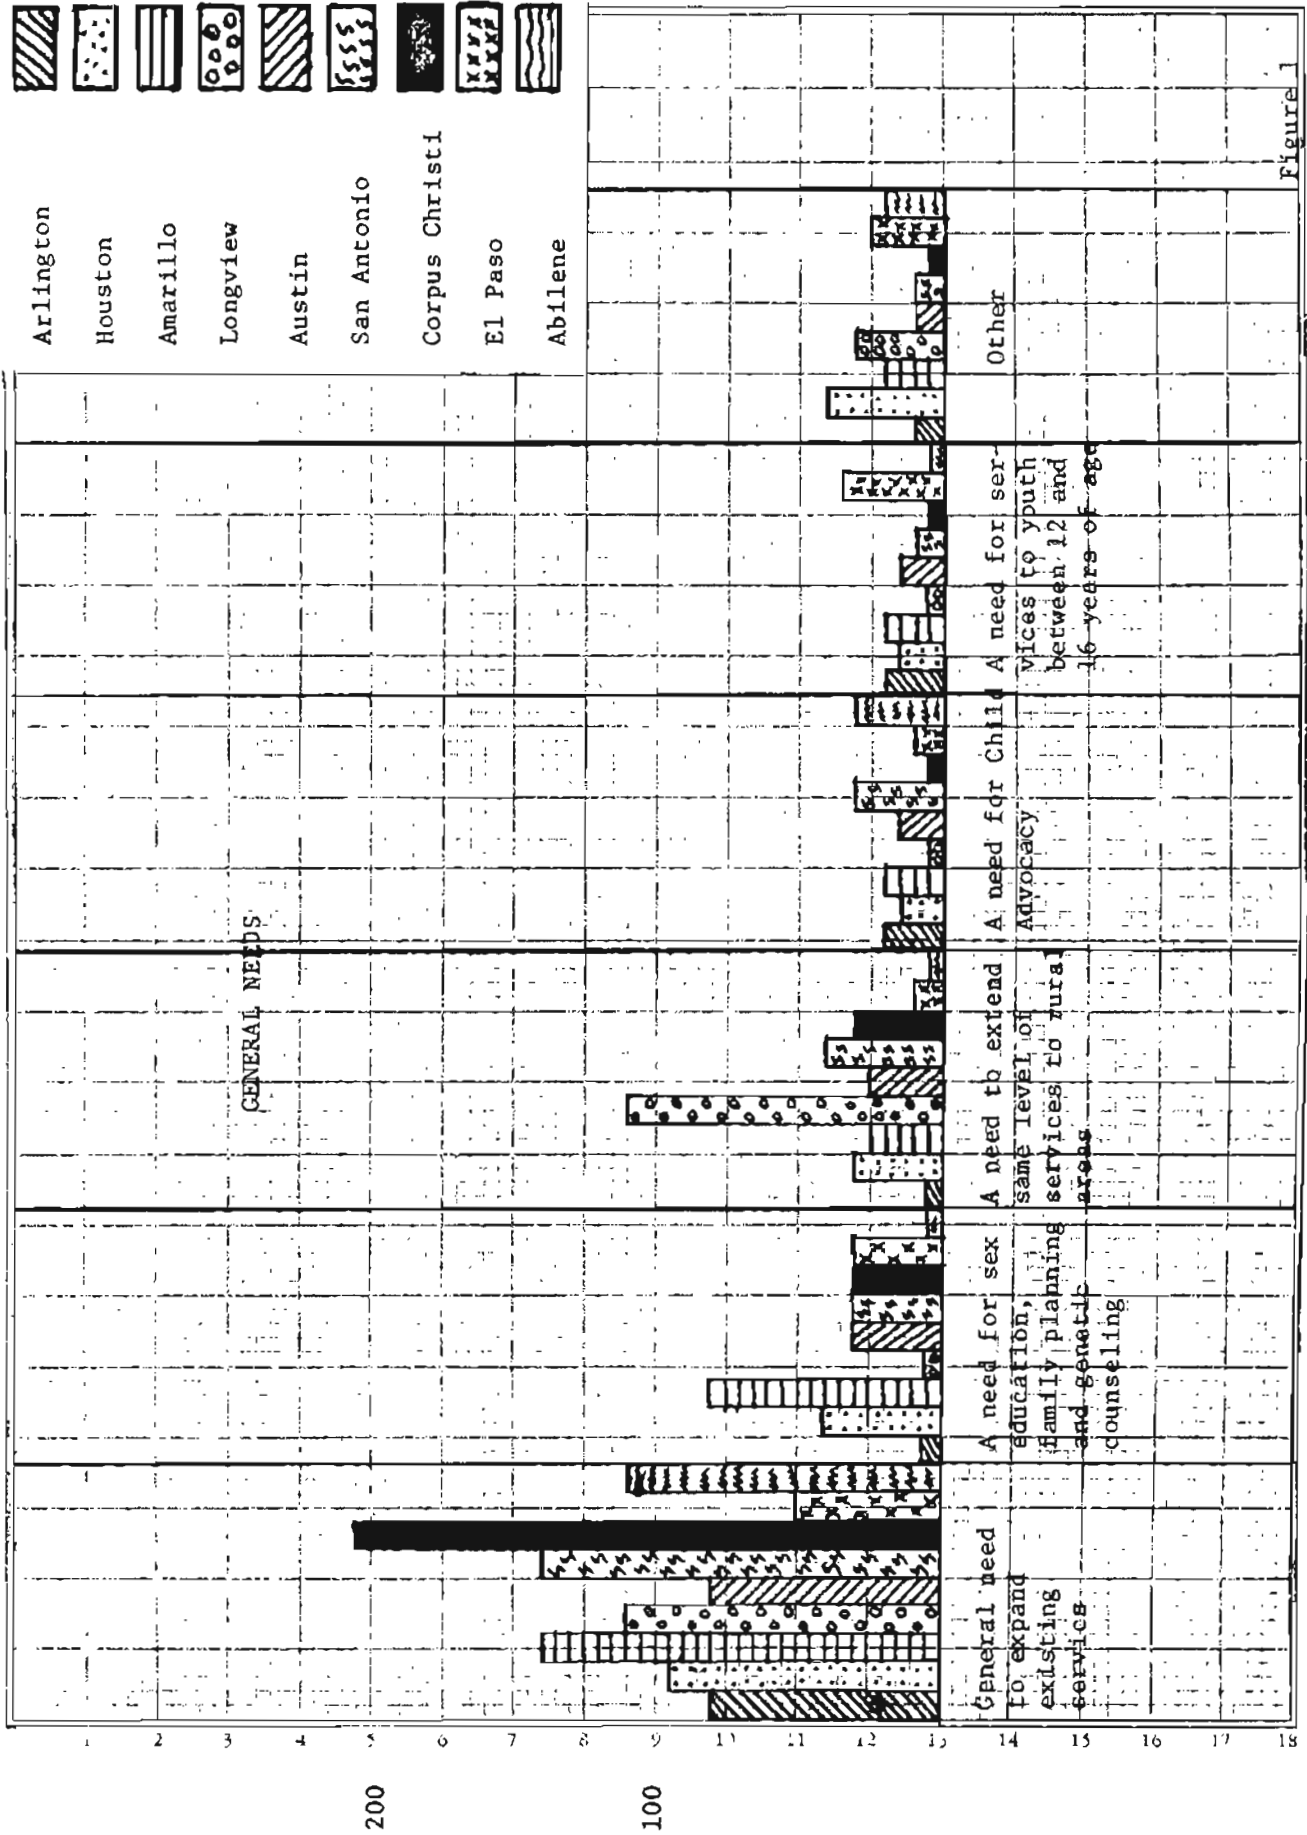 GENERAL NEEDS
Arlington
Houston
Amarillo
Longview
Austin
San Antonio
Corpus Christi
El Paso
Abilene
200
100
1
2
3
4
5
6
7
8
9
10
11
12
13
14
15
16
17
18
General need
to expand
existing
services
A need for sex
education,
family planning
and genetic
counseling
A need to extend
same level of
services to rural
areas
A need for Child
Advocacy
A need for ser-
vices to youth
between 12 and
16 years of age
Other
Figure 1